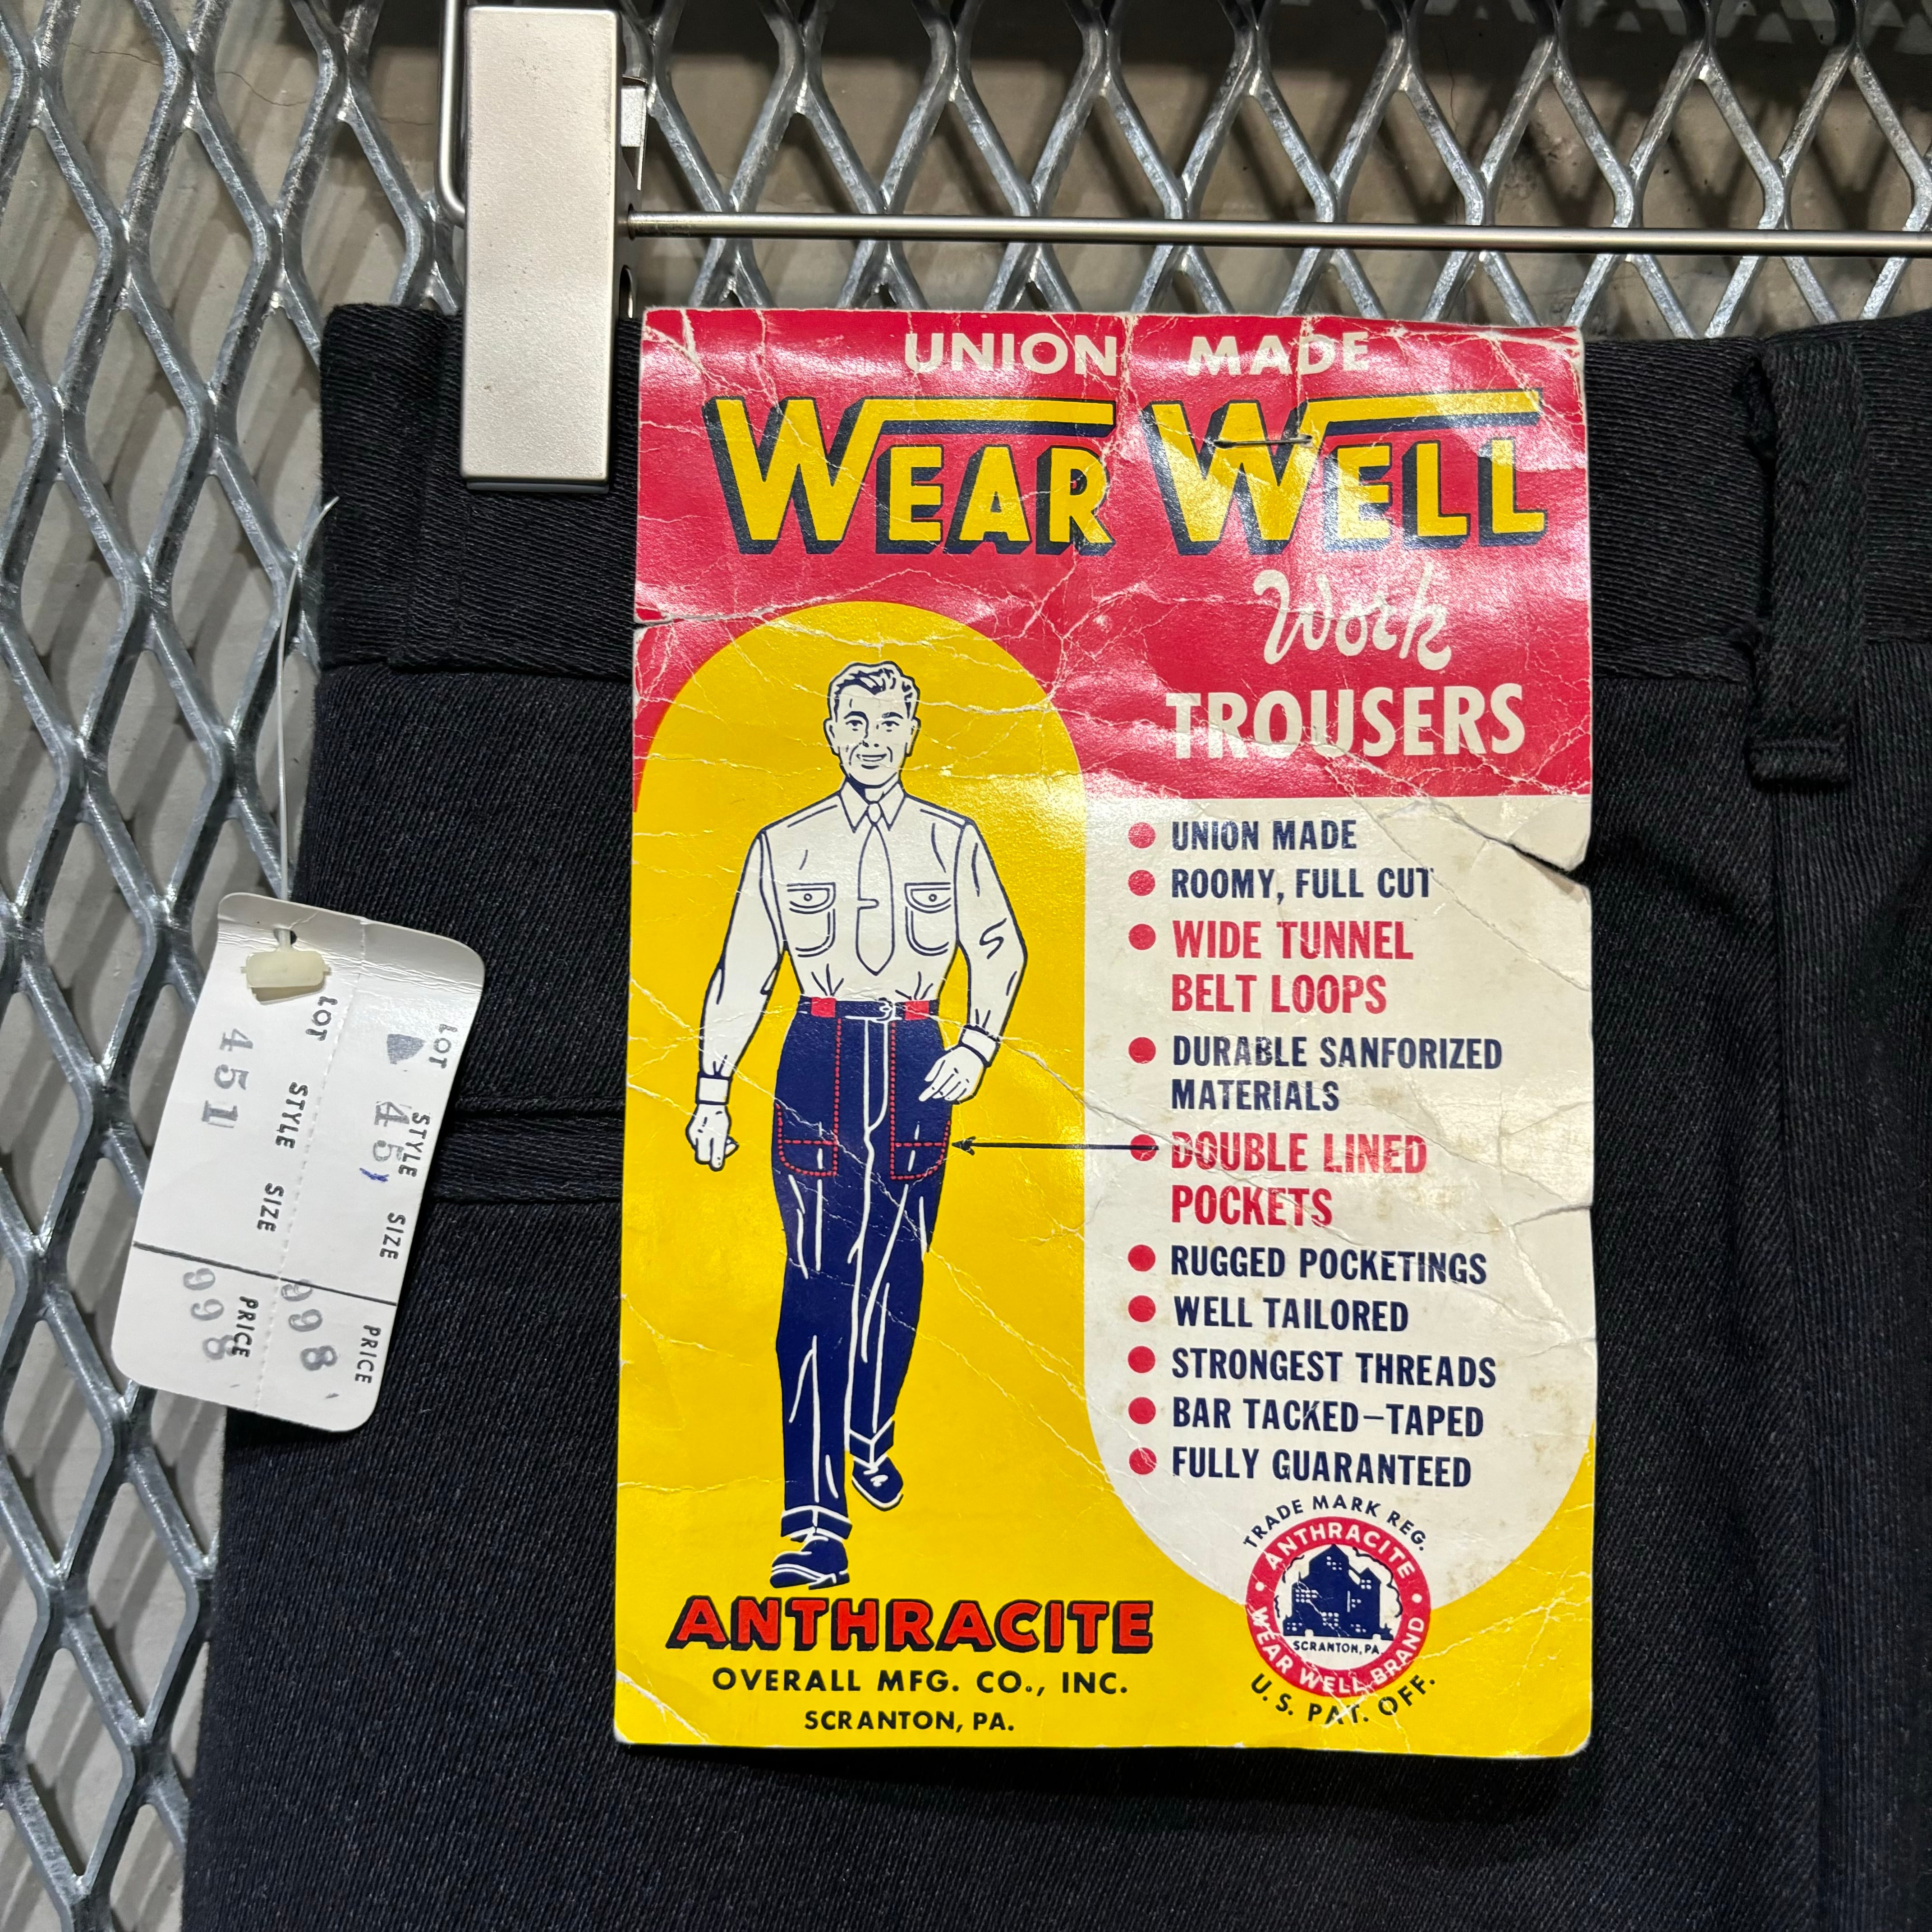 UNION MADE
WEAR WELL
Work
TROUSERS
UNION MADE
ROOMY, FULL CUT
WIDE TUNNEL
BELT LOOPS
DURABLE SANFORIZED
MATERIALS
DOUBLE LINED
POCKETS
RUGGED POCKETINGS
WELL TAILORED
STRONGEST THREADS
BAR TACKED–TAPED
FULLY GUARANTEED
TRADE MARK REG.
ANTHRACITE
SCRANTON, PA
WEAR WELL BRAND
U.S. PAT. OFF.
ANTHRACITE
OVERALL MFG. CO., INC.
SCRANTON, PA.
LOT STYLE SIZE PRICE
LOT STYLE SIZE PRICE
451 998